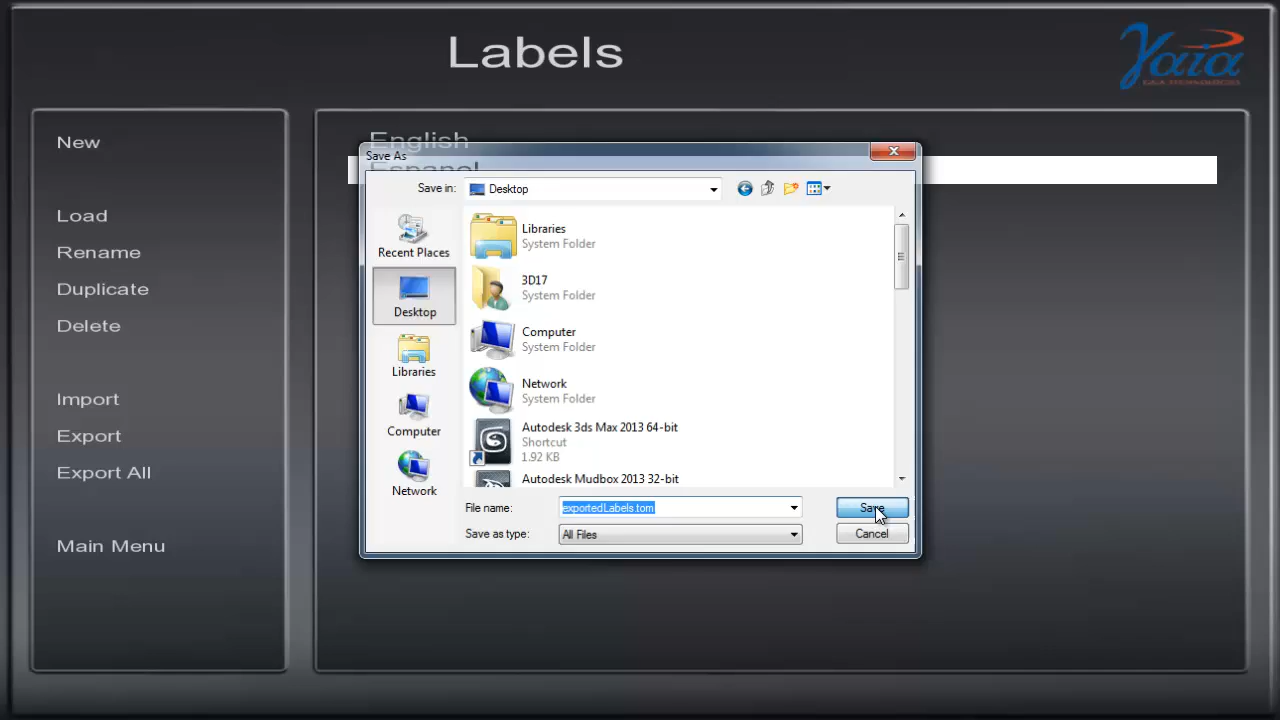 Labels
Yaia
New
Load
Rename
Duplicate
Delete
Import
Export
Export All
Main Menu
English
Espanol
Save As
Save in:
Desktop
Recent Places
Desktop
Libraries
Computer
Network
Libraries
System Folder
3D17
System Folder
Computer
System Folder
Network
System Folder
Autodesk 3ds Max 2013 64-bit
Shortcut
1.92 KB
Autodesk Mudbox 2013 32-bit
File name:
exportedLabels.tom
Save
Save as type:
All Files
Cancel